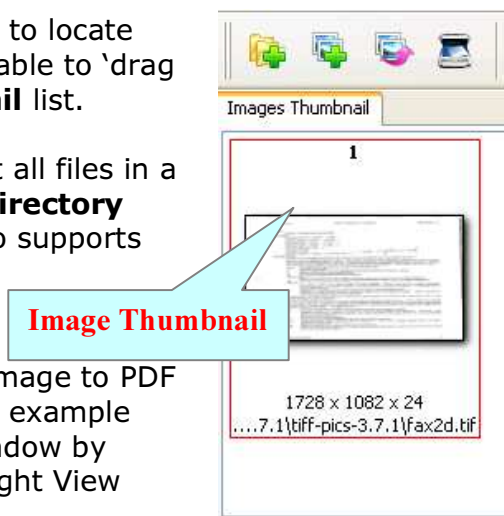 to locate
able to ‘drag
il list.
t all files in a
irectory
o supports
mage to PDF
example
ndow by
ght View
Images Thumbnail
1
Image Thumbnail
1728 x 1082 x 24
....7.1\tiff-pics-3.7.1\fax2d.tif